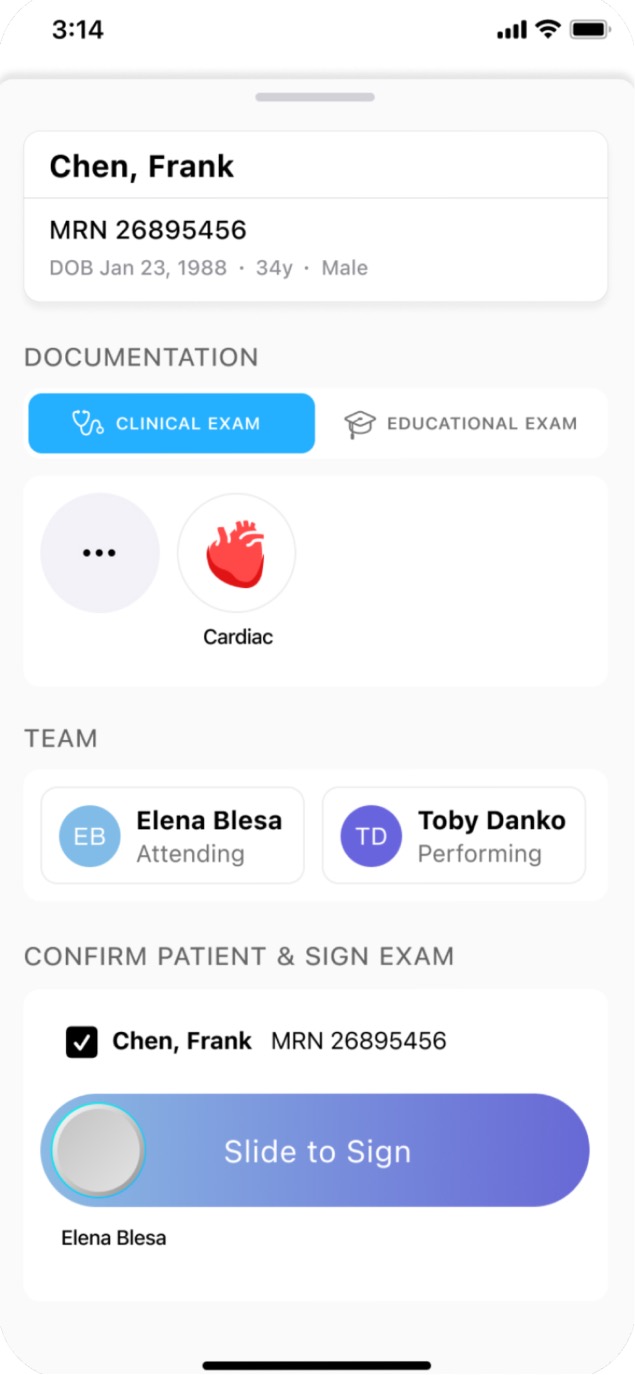 3:14
Chen, Frank
MRN 26895456
DOB Jan 23, 1988 · 34y · Male
DOCUMENTATION
CLINICAL EXAM
EDUCATIONAL EXAM
Cardiac
TEAM
EB Elena Blesa
Attending
TD Toby Danko
Performing
CONFIRM PATIENT & SIGN EXAM
Chen, Frank MRN 26895456
Slide to Sign
Elena Blesa